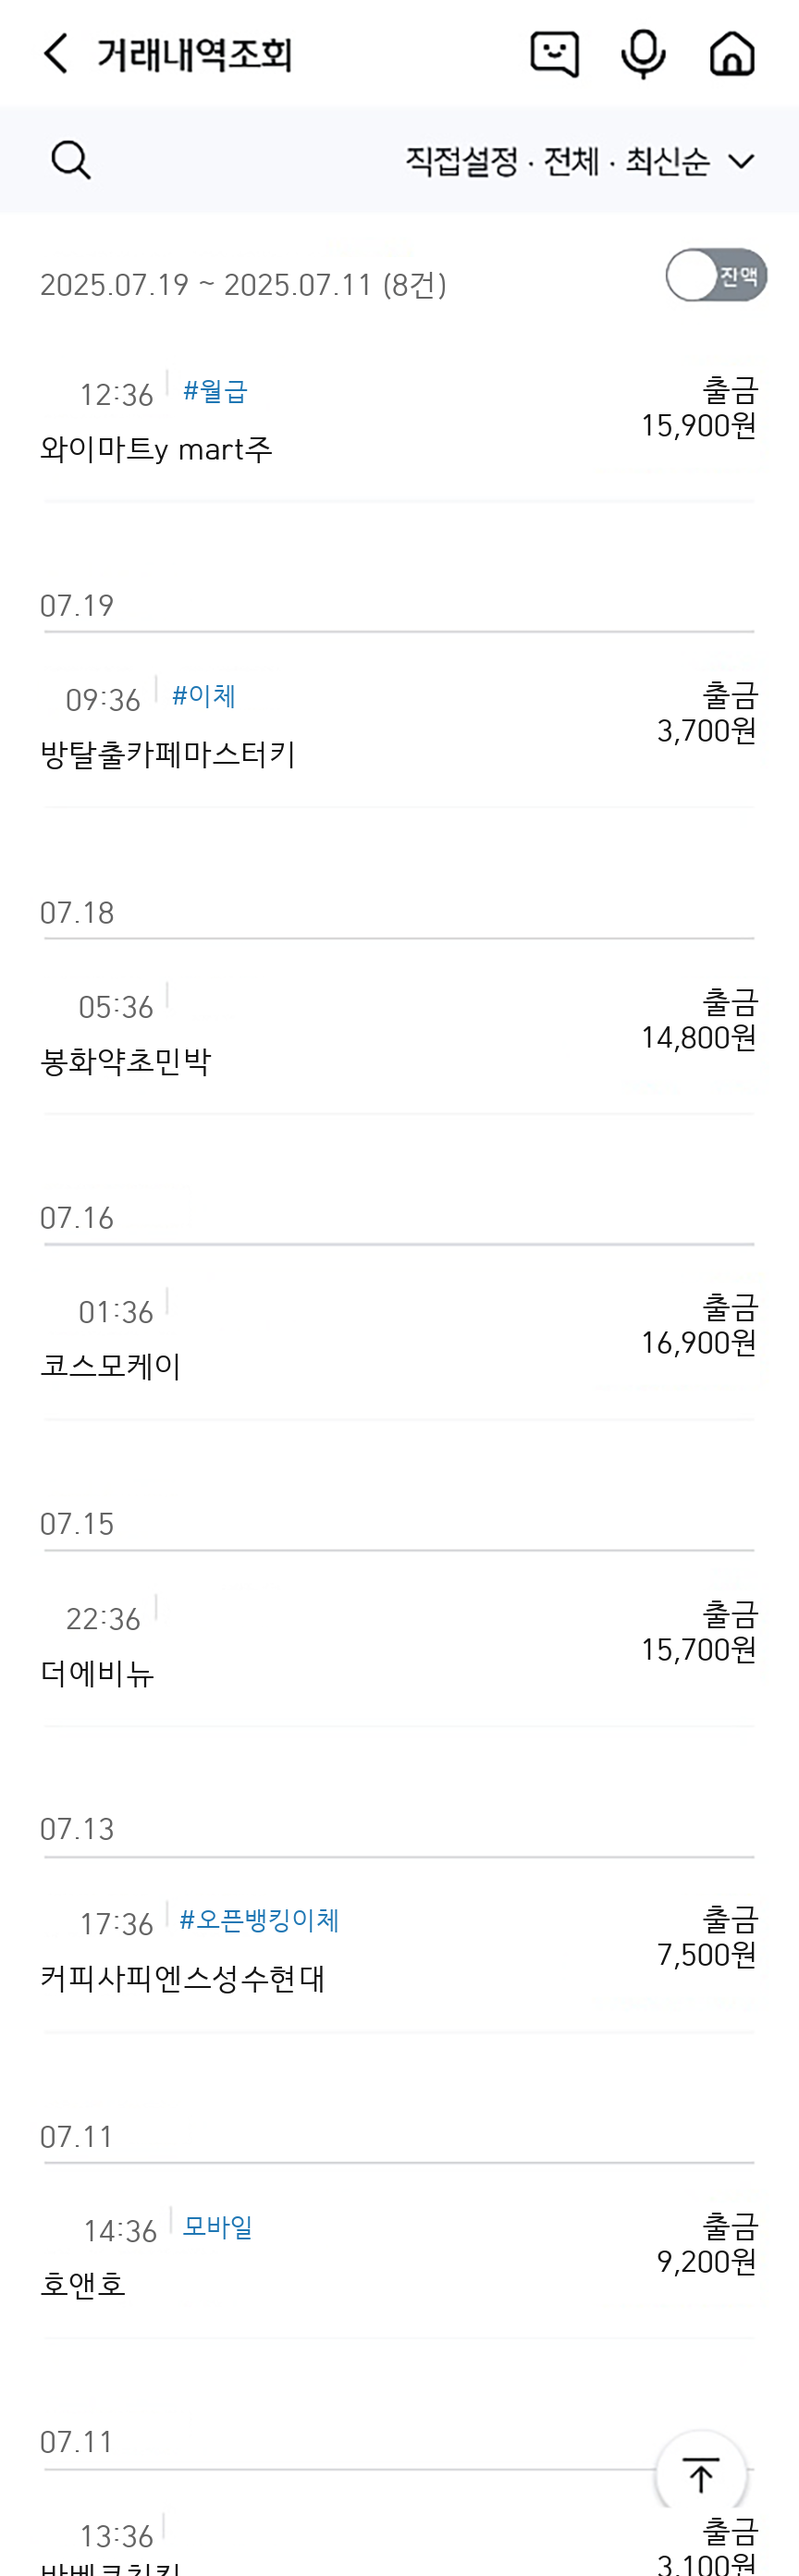 거래내역조회
직접설정 · 전체 · 최신순
2025.07.19 ~ 2025.07.11 (8건)
잔액
12:36 #월급
출금
15,900원
와이마트y mart주
07.19
09:36 #이체
출금
3,700원
방탈출카페마스터키
07.18
05:36
출금
14,800원
봉화약초민박
07.16
01:36
출금
16,900원
코스모케이
07.15
22:36
출금
15,700원
더에비뉴
07.13
17:36 #오픈뱅킹이체
출금
7,500원
커피사피엔스성수현대
07.11
14:36 모바일
출금
9,200원
호앤호
07.11
13:36
출금
3,100원